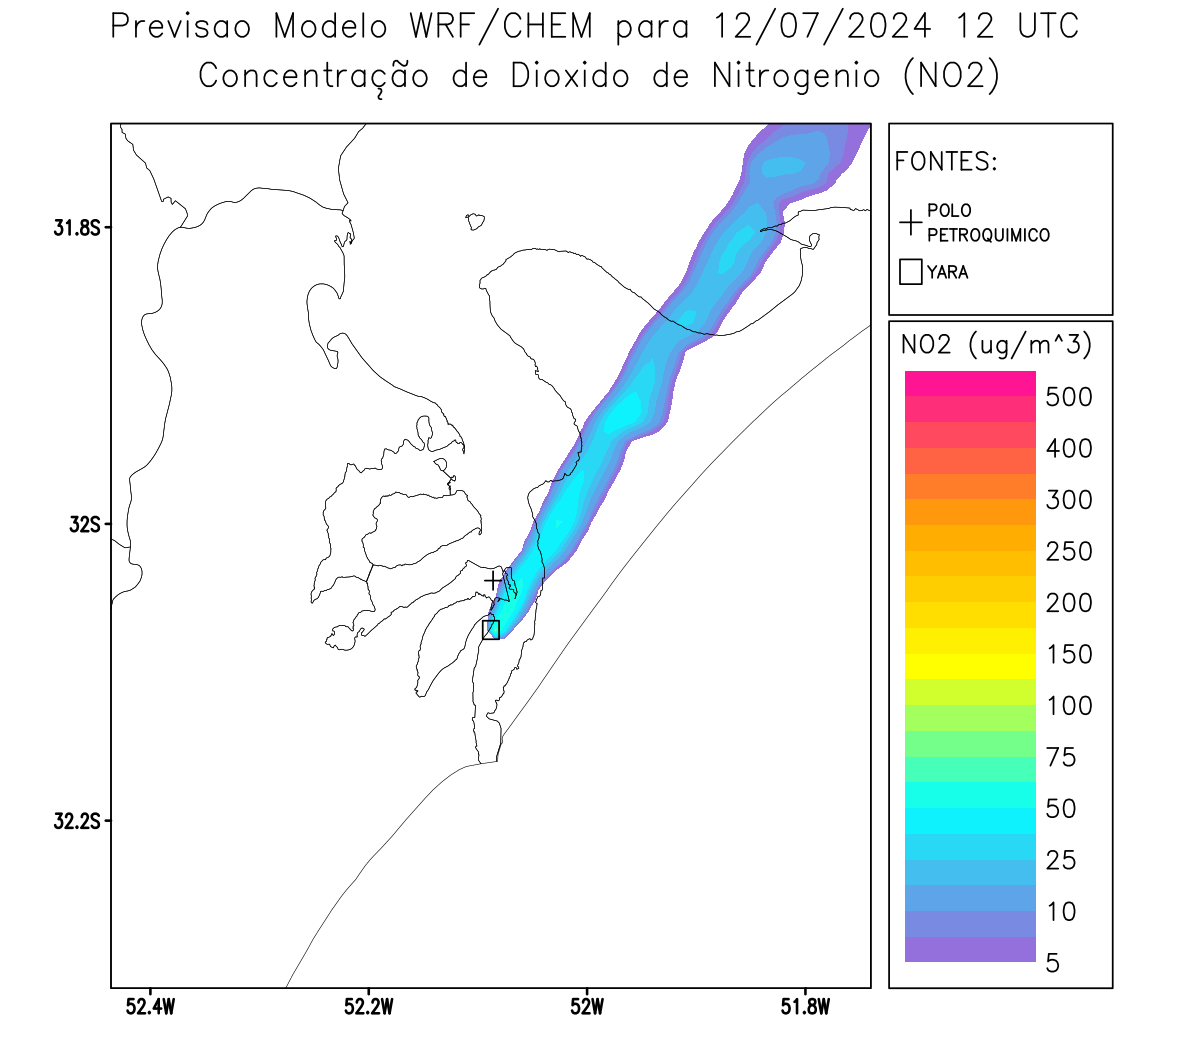 Previsao Modelo WRF/CHEM para 12/07/2024 12 UTC
Concentração de Dioxido de Nitrogenio (NO2)
FONTES:
POLO
PETROQUIMICO
YARA
NO2 (ug/m^3)
500
400
300
250
200
150
100
75
50
25
10
5
31.8S
32S
32.2S
52.4W
52.2W
52W
51.8W